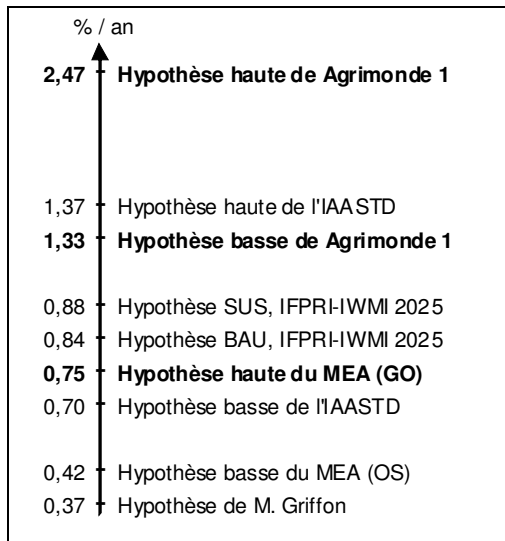 % / an
2,47 Hypothèse haute de Agrimonde 1
1,37 Hypothèse haute de l'IAASTD
1,33 Hypothèse basse de Agrimonde 1
0,88 Hypothèse SUS, IFPRI-IWMI 2025
0,84 Hypothèse BAU, IFPRI-IWMI 2025
0,75 Hypothèse haute du MEA (GO)
0,70 Hypothèse basse de l'IAASTD
0,42 Hypothèse basse du MEA (OS)
0,37 Hypothèse de M. Griffon